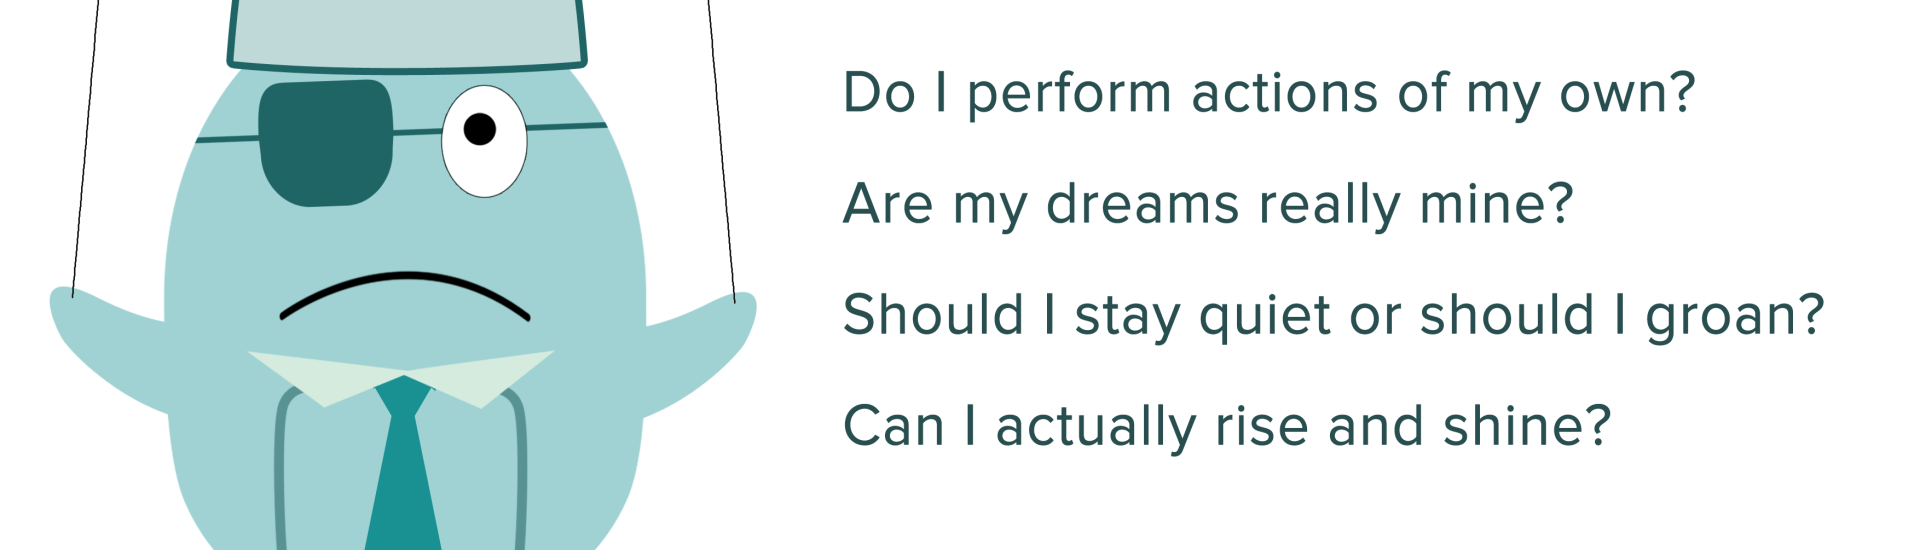 Do I perform actions of my own?
Are my dreams really mine?
Should I stay quiet or should I groan?
Can I actually rise and shine?